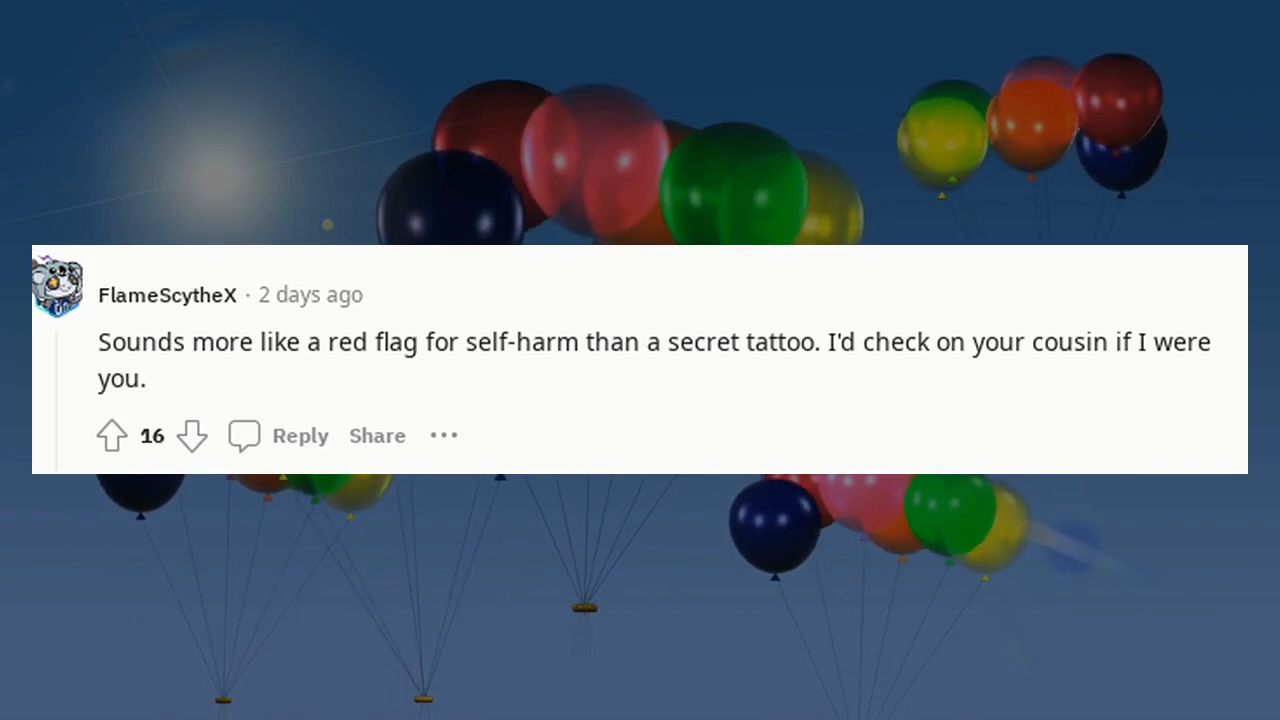 FlameScytheX · 2 days ago
Sounds more like a red flag for self-harm than a secret tattoo. I'd check on your cousin if I were
you.
16 Reply Share •••